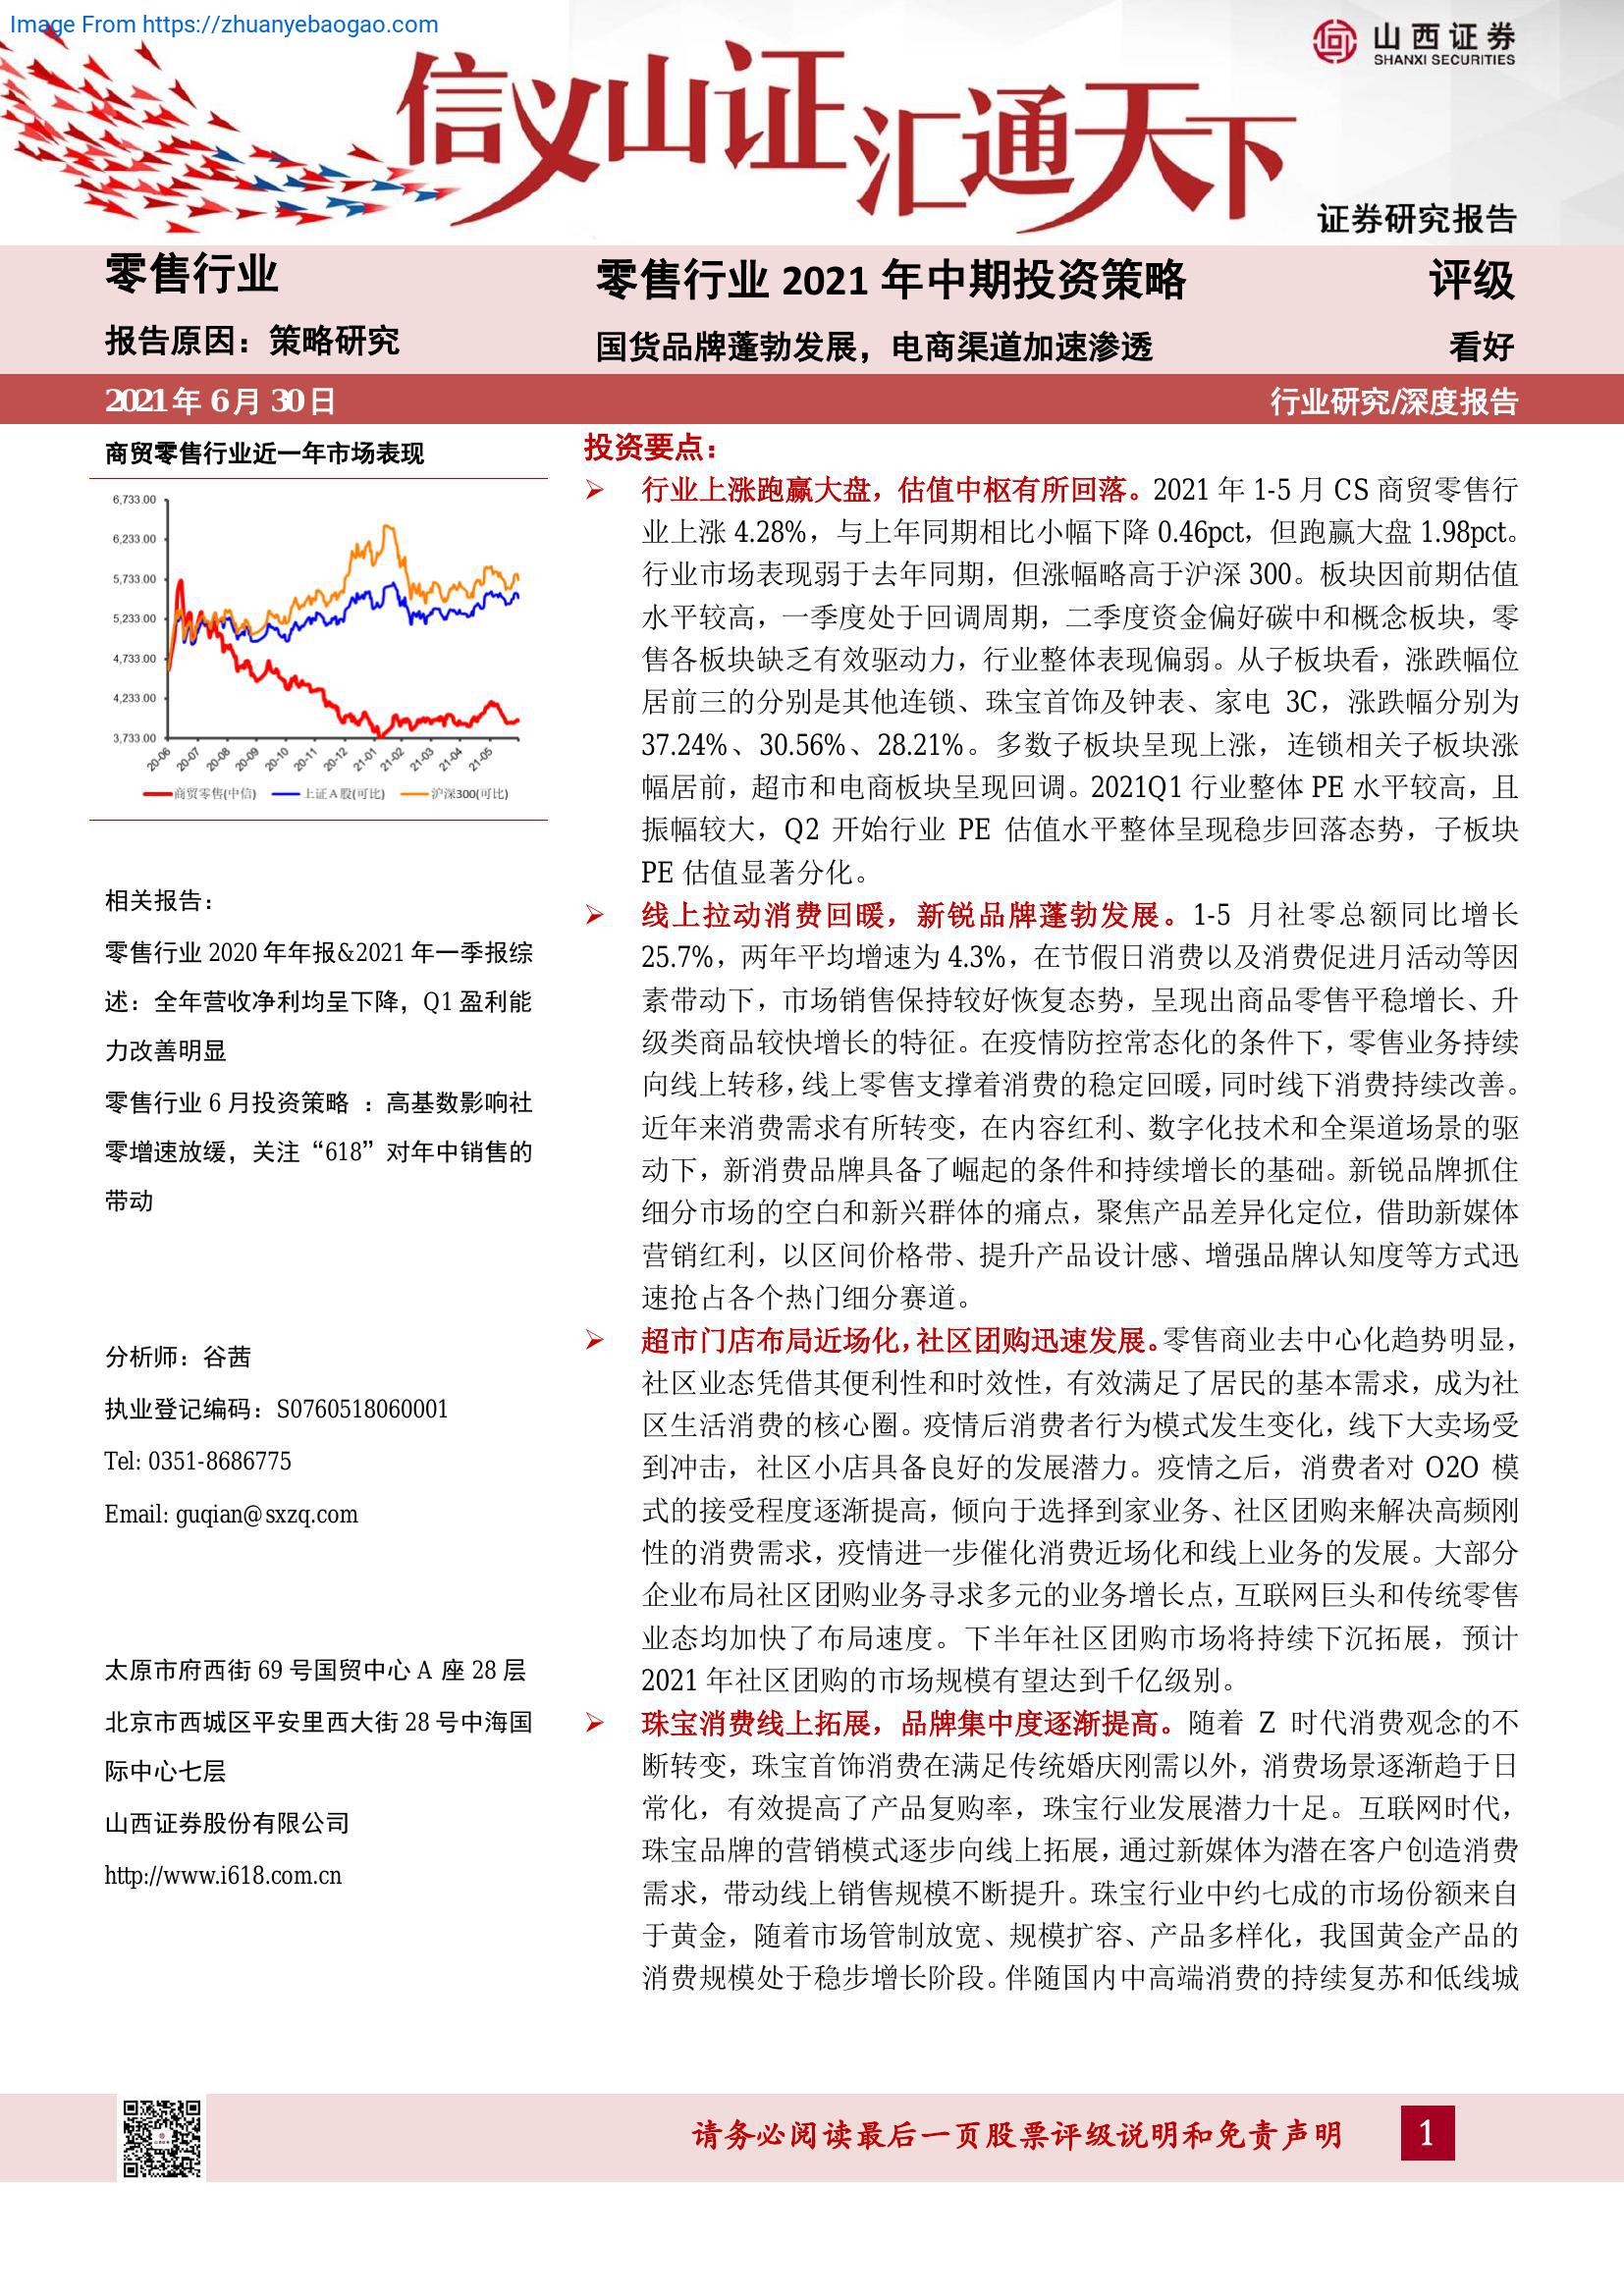 Image From https://zhuanyebaogao.com
山西证券
SHANXI SECURITIES
信义山证汇通天下
证券研究报告
零售行业
报告原因：策略研究
零售行业 2021 年中期投资策略
国货品牌蓬勃发展，电商渠道加速渗透
评级
看好
2021 年 6 月 30 日
行业研究/深度报告
商贸零售行业近一年市场表现
6,733.00
6,233.00
5,733.00
5,233.00
4,733.00
4,233.00
3,733.00
20-06 20-07 20-08 20-09 20-10 20-11 20-12 21-01 21-02 21-03 21-04 21-05
商贸零售(中信) 上证A股(可比) 沪深300(可比)
相关报告：
零售行业 2020 年年报&2021 年一季报综
述：全年营收净利均呈下降，Q1 盈利能
力改善明显
零售行业 6 月投资策略 ：高基数影响社
零增速放缓，关注“618”对年中销售的
带动
分析师：谷茜
执业登记编码：S0760518060001
Tel: 0351-8686775
Email: guqian@sxzq.com
太原市府西街 69 号国贸中心 A 座 28 层
北京市西城区平安里西大街 28 号中海国
际中心七层
山西证券股份有限公司
http://www.i618.com.cn
投资要点：
行业上涨跑赢大盘，估值中枢有所回落。2021 年 1-5 月 CS 商贸零售行
业上涨 4.28%，与上年同期相比小幅下降 0.46pct，但跑赢大盘 1.98pct。
行业市场表现弱于去年同期，但涨幅略高于沪深 300。板块因前期估值
水平较高，一季度处于回调周期，二季度资金偏好碳中和概念板块，零
售各板块缺乏有效驱动力，行业整体表现偏弱。从子板块看，涨跌幅位
居前三的分别是其他连锁、珠宝首饰及钟表、家电 3C，涨跌幅分别为
37.24%、30.56%、28.21%。多数子板块呈现上涨，连锁相关子板块涨
幅居前，超市和电商板块呈现回调。2021Q1 行业整体 PE 水平较高，且
振幅较大，Q2 开始行业 PE 估值水平整体呈现稳步回落态势，子板块
PE 估值显著分化。
线上拉动消费回暖，新锐品牌蓬勃发展。1-5 月社零总额同比增长
25.7%，两年平均增速为 4.3%，在节假日消费以及消费促进月活动等因
素带动下，市场销售保持较好恢复态势，呈现出商品零售平稳增长、升
级类商品较快增长的特征。在疫情防控常态化的条件下，零售业务持续
向线上转移，线上零售支撑着消费的稳定回暖，同时线下消费持续改善。
近年来消费需求有所转变，在内容红利、数字化技术和全渠道场景的驱
动下，新消费品牌具备了崛起的条件和持续增长的基础。新锐品牌抓住
细分市场的空白和新兴群体的痛点，聚焦产品差异化定位，借助新媒体
营销红利，以区间价格带、提升产品设计感、增强品牌认知度等方式迅
速抢占各个热门细分赛道。
超市门店布局近场化，社区团购迅速发展。零售商业去中心化趋势明显，
社区业态凭借其便利性和时效性，有效满足了居民的基本需求，成为社
区生活消费的核心圈。疫情后消费者行为模式发生变化，线下大卖场受
到冲击，社区小店具备良好的发展潜力。疫情之后，消费者对 O2O 模
式的接受程度逐渐提高，倾向于选择到家业务、社区团购来解决高频刚
性的消费需求，疫情进一步催化消费近场化和线上业务的发展。大部分
企业布局社区团购业务寻求多元的业务增长点，互联网巨头和传统零售
业态均加快了布局速度。下半年社区团购市场将持续下沉拓展，预计
2021 年社区团购的市场规模有望达到千亿级别。
珠宝消费线上拓展，品牌集中度逐渐提高。随着 Z 时代消费观念的不
断转变，珠宝首饰消费在满足传统婚庆刚需以外，消费场景逐渐趋于日
常化，有效提高了产品复购率，珠宝行业发展潜力十足。互联网时代，
珠宝品牌的营销模式逐步向线上拓展，通过新媒体为潜在客户创造消费
需求，带动线上销售规模不断提升。珠宝行业中约七成的市场份额来自
于黄金，随着市场管制放宽、规模扩容、产品多样化，我国黄金产品的
消费规模处于稳步增长阶段。伴随国内中高端消费的持续复苏和低线城
请务必阅读最后一页股票评级说明和免责声明
1